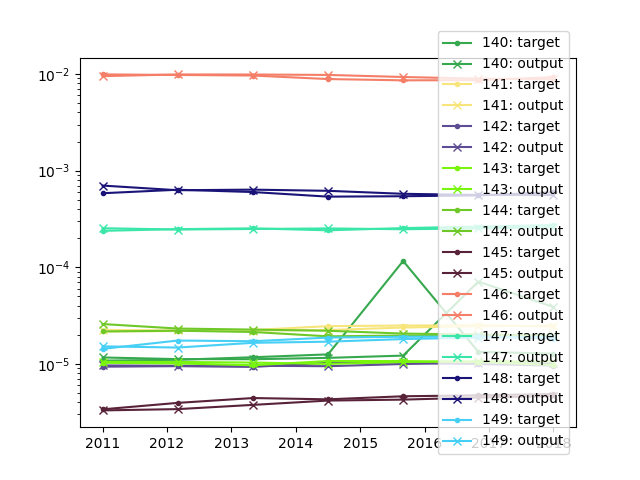 10⁻²
10⁻³
10⁻⁴
10⁻⁵
2011 2012 2013 2014 2015 2016 2017 2018
140: target
140: output
141: target
141: output
142: target
142: output
143: target
143: output
144: target
144: output
145: target
145: output
146: target
146: output
147: target
147: output
148: target
148: output
149: target
149: output